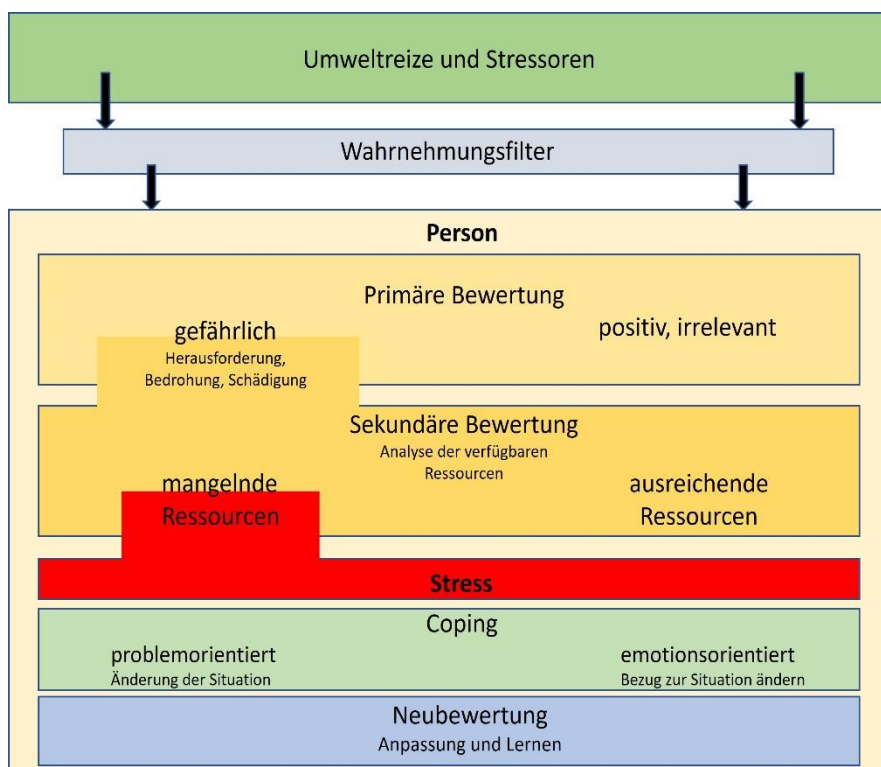 Umweltreize und Stressoren
Wahrnehmungsfilter
Person
Primäre Bewertung
gefährlich
Herausforderung,
Bedrohung, Schädigung
positiv, irrelevant
Sekundäre Bewertung
Analyse der verfügbaren
Ressourcen
mangelnde
Ressourcen
ausreichende
Ressourcen
Stress
Coping
problemorientiert
Änderung der Situation
emotionsorientiert
Bezug zur Situation ändern
Neubewertung
Anpassung und Lernen